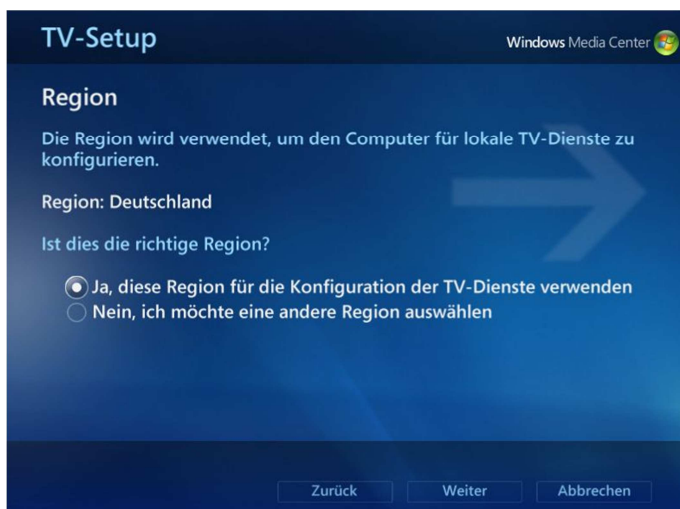 TV-Setup
Windows Media Center
Region
Die Region wird verwendet, um den Computer für lokale TV-Dienste zu
konfigurieren.
Region: Deutschland
Ist dies die richtige Region?
Ja, diese Region für die Konfiguration der TV-Dienste verwenden
Nein, ich möchte eine andere Region auswählen
Zurück
Weiter
Abbrechen